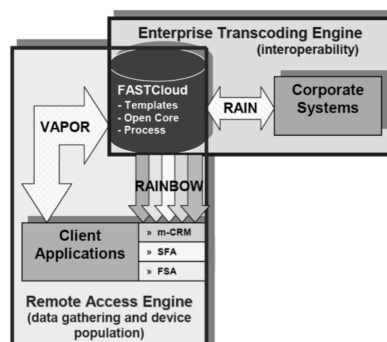 Enterprise Transcoding Engine
(interoperability)
FASTCloud
- Templates
- Open Core
- Process
VAPOR
RAIN
Corporate
Systems
RAINBOW
Client
Applications
» m-CRM
» SFA
» FSA
Remote Access Engine
(data gathering and device
population)